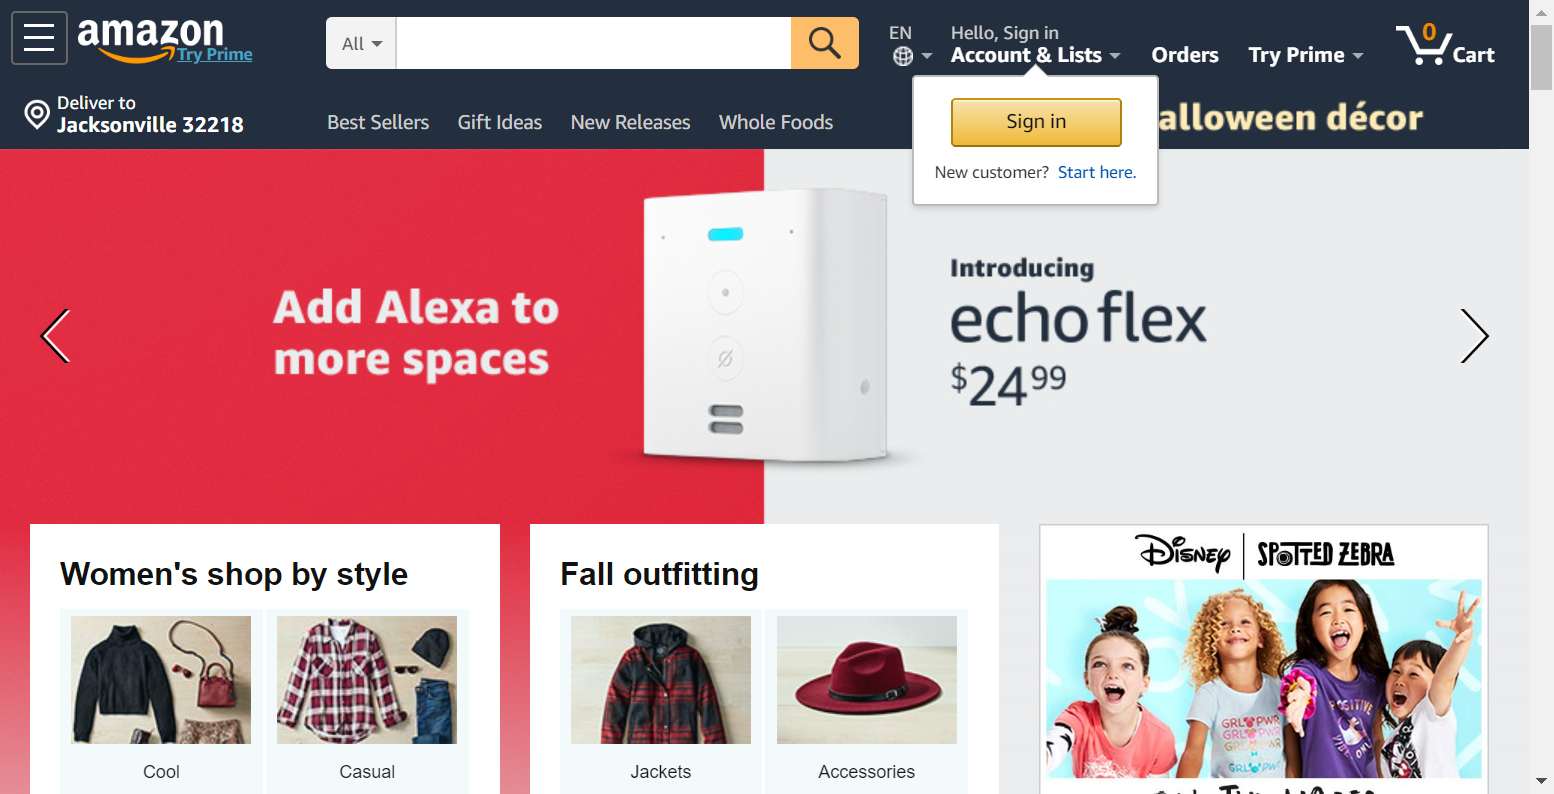 amazon
Try Prime
All
EN
Hello, Sign in
Account & Lists
Orders
Try Prime
0
Cart
Deliver to
Jacksonville 32218
Best Sellers
Gift Ideas
New Releases
Whole Foods
alloween décor
Sign in
New customer? Start here.
Add Alexa to
more spaces
Introducing
echo flex
$24 99
Women's shop by style
Cool
Casual
Fall outfitting
Jackets
Accessories
Disney | SPOTTED ZEBRA
GRL PWR
GRL PWR
GRL PWR
GRL PWR
POSITIVE
VIBES
ONLY